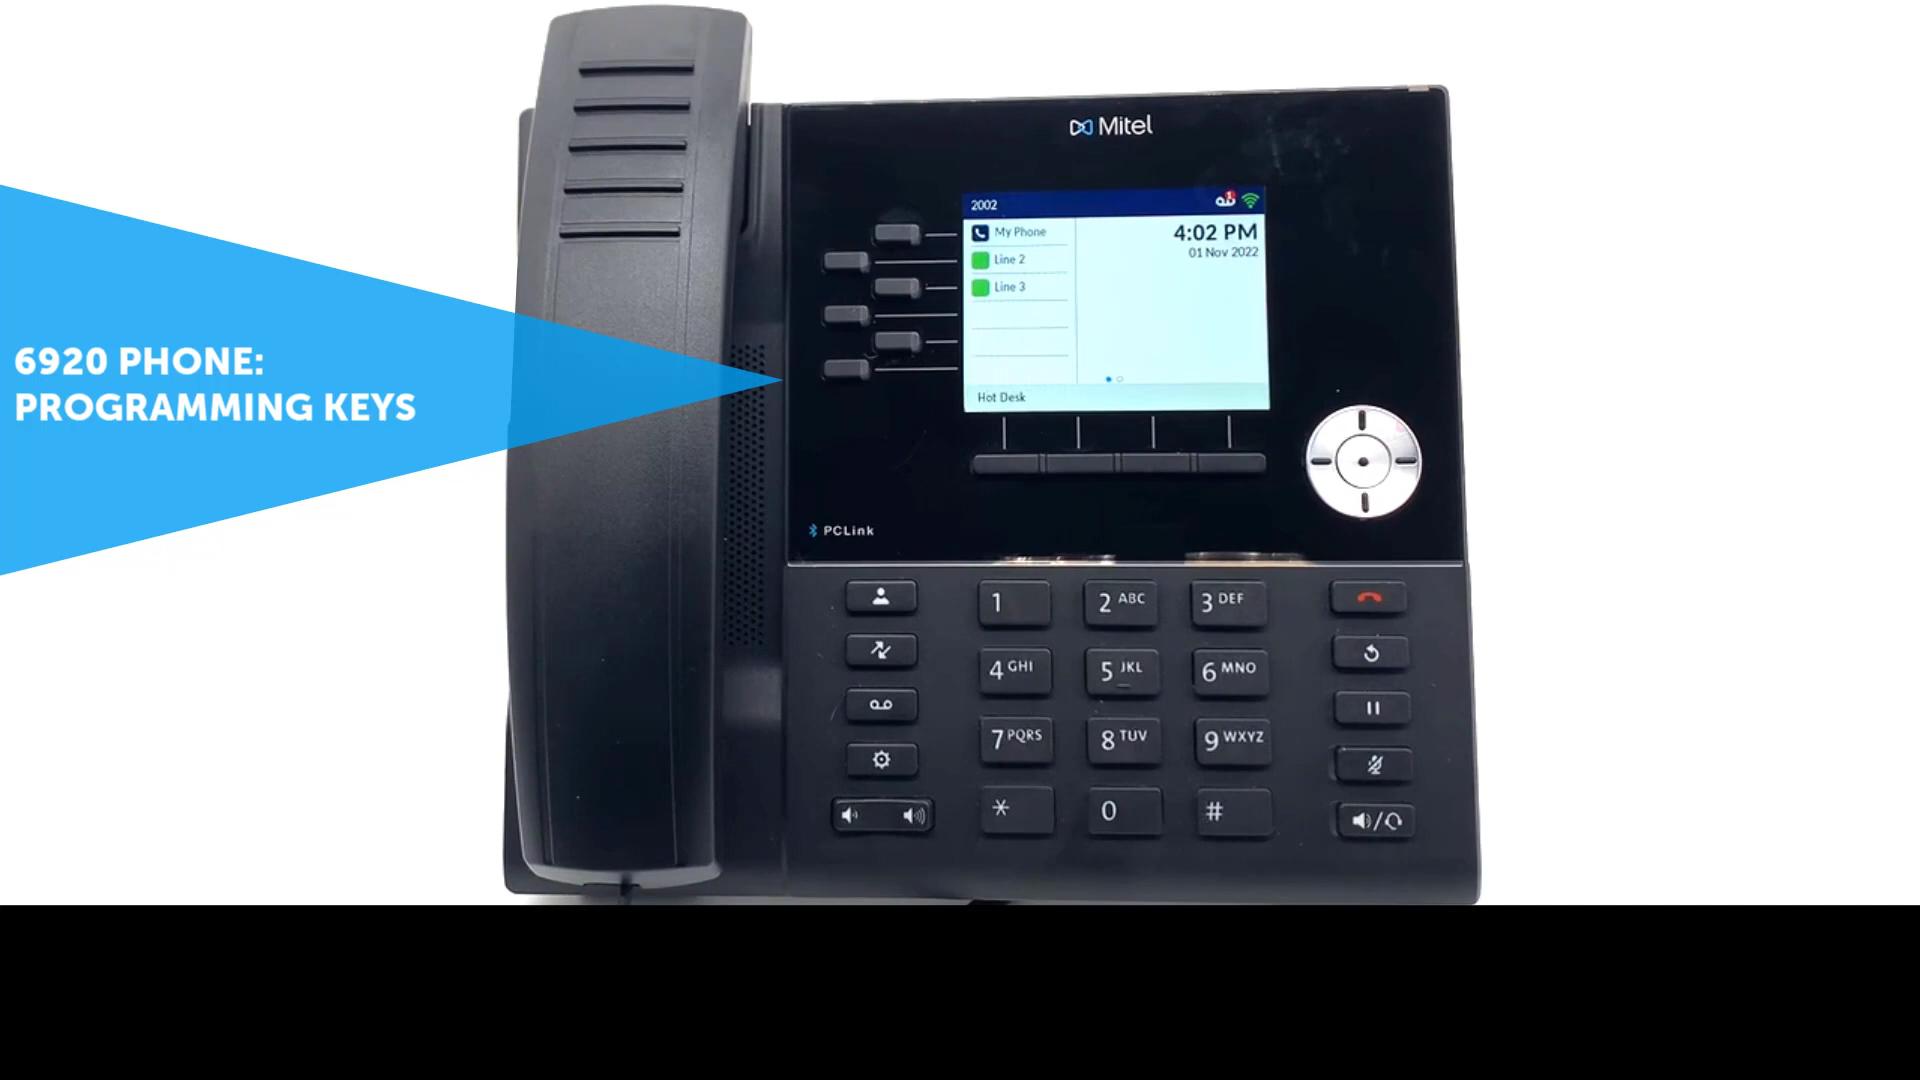 Mitel
2002
1
My Phone
4:02 PM
01 Nov 2022
Line 2
Line 3
6920 PHONE:
PROGRAMMING KEYS
Hot Desk
PCLink
1
2 ABC
3 DEF
4 GHI
5 JKL
6 MNO
7 PQRS
8 TUV
9 WXYZ
*
0
#